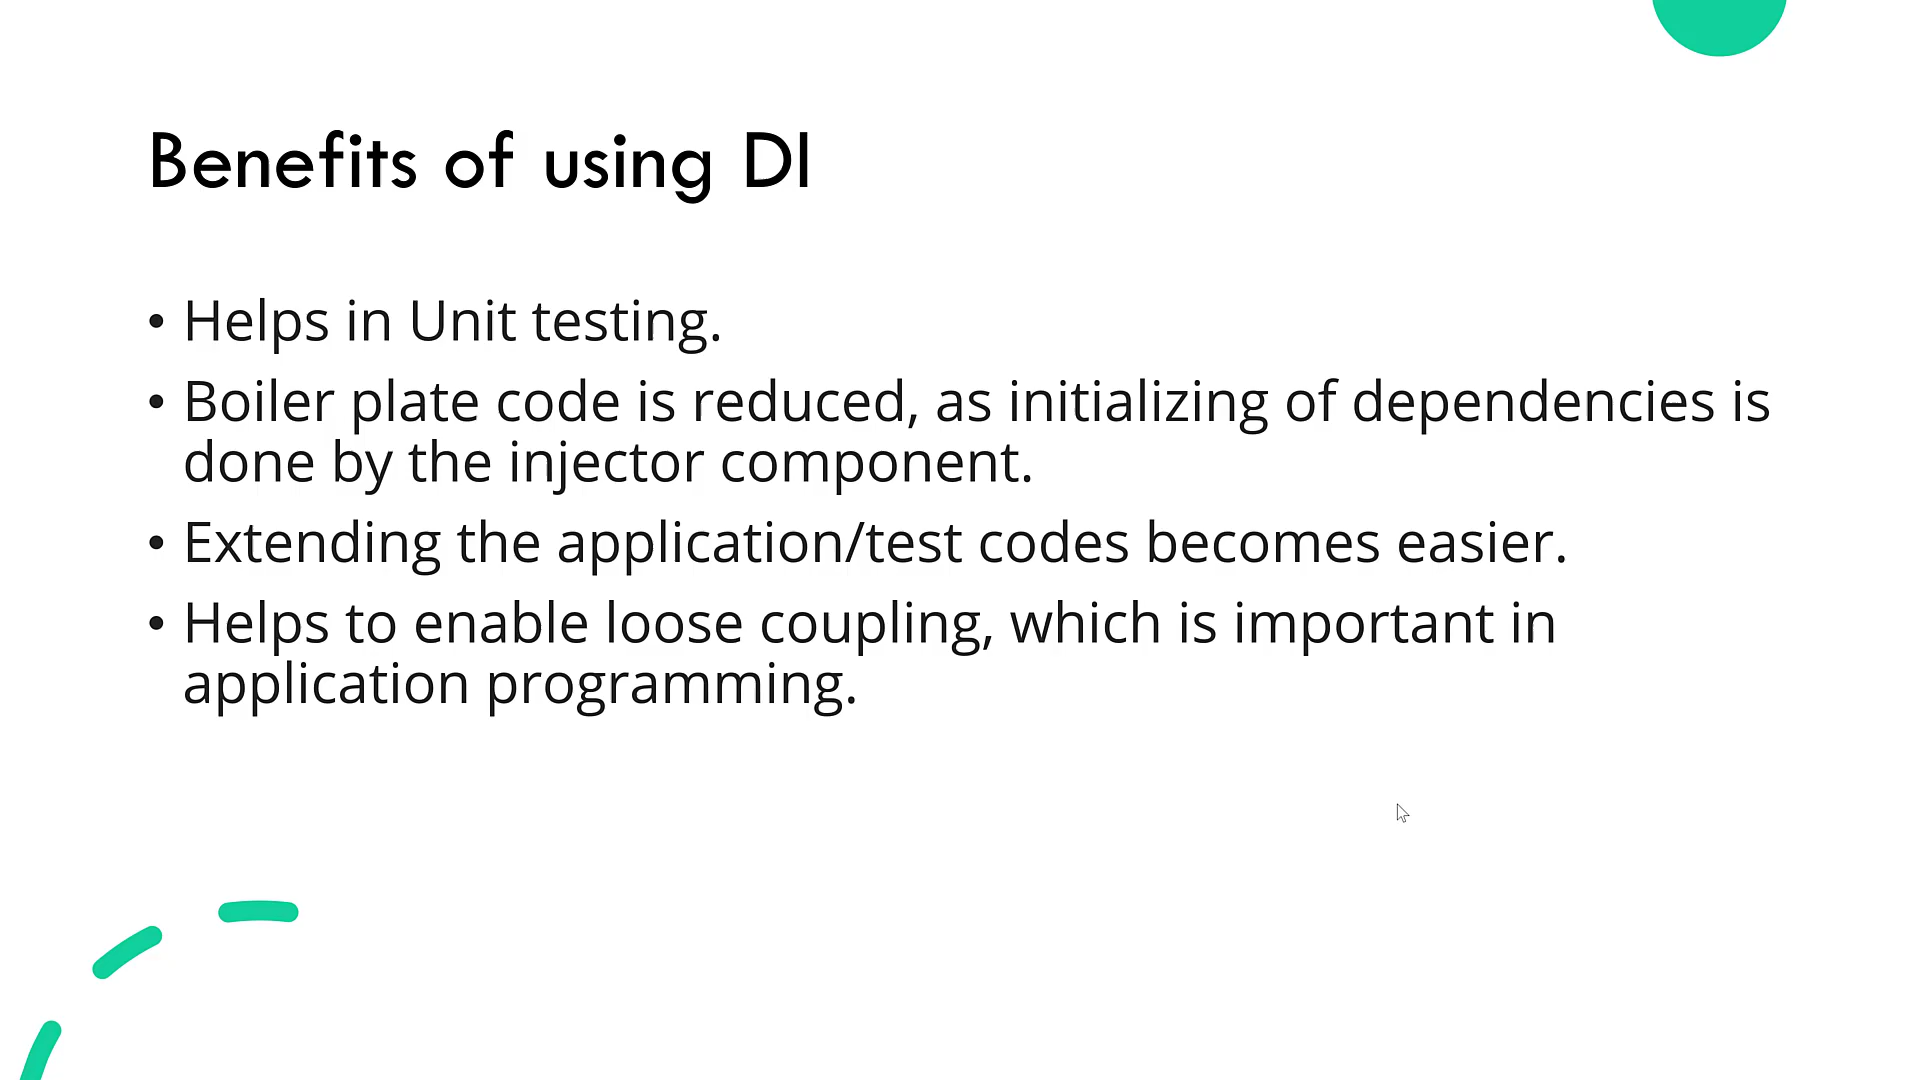 Benefits of using DI
• Helps in Unit testing.
• Boiler plate code is reduced, as initializing of dependencies is
done by the injector component.
• Extending the application/test codes becomes easier.
• Helps to enable loose coupling, which is important in
application programming.